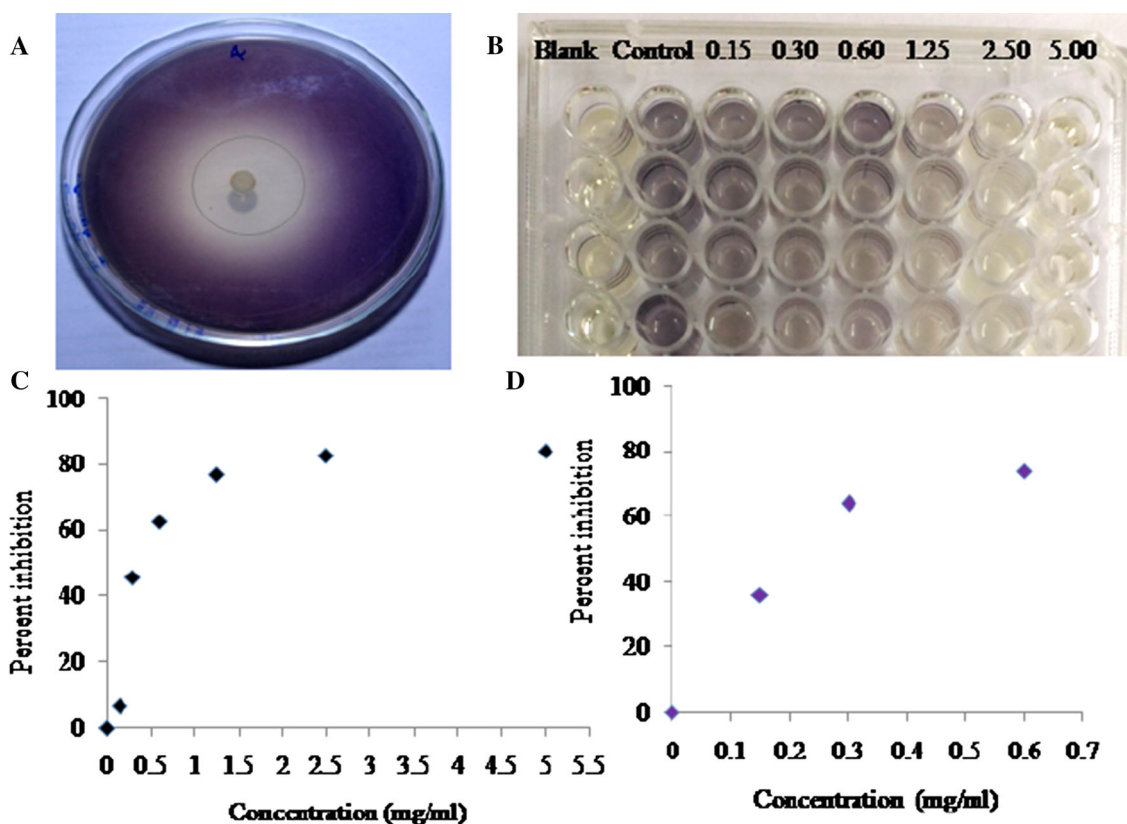 A
B
Blank Control 0.15 0.30 0.60 1.25 2.50 5.00
C
100
80
60
40
20
0
0 0.5 1 1.5 2 2.5 3 3.5 4 4.5 5 5.5
Percent inhibition
Concentration (mg/ml)
D
100
80
60
40
20
0
0 0.1 0.2 0.3 0.4 0.5 0.6 0.7
Percent inhibition
Concentration (mg/ml)